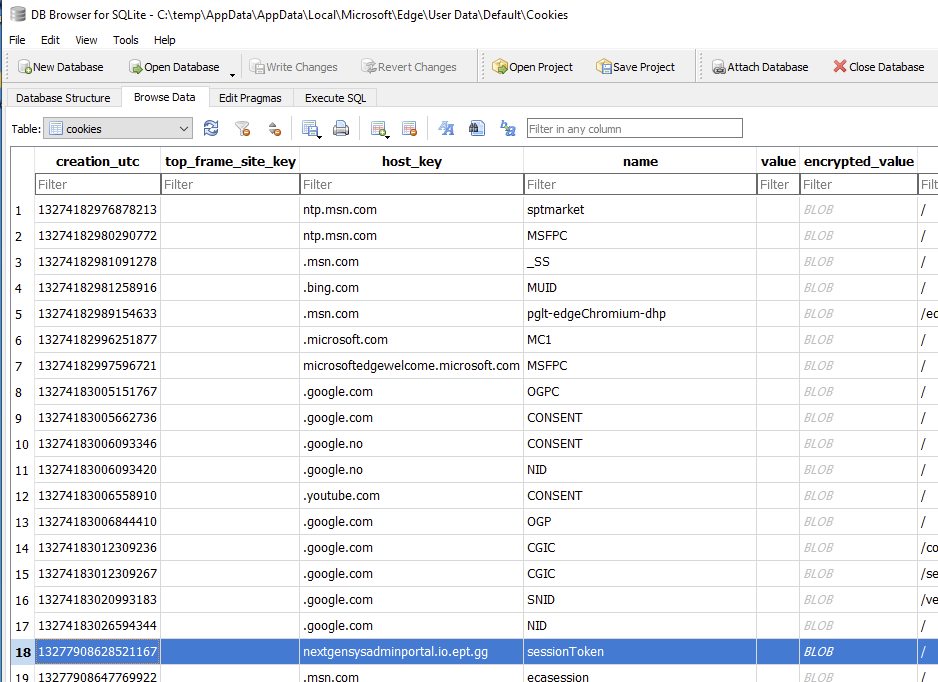 DB Browser for SQLite - C:\temp\AppData\AppData\Local\Microsoft\Edge\User Data\Default\Cookies
File Edit View Tools Help
New Database Open Database Write Changes Revert Changes Open Project Save Project Attach Database Close Database
Database Structure Browse Data Edit Pragmas Execute SQL
Table: cookies Filter in any column
creation_utc top_frame_site_key host_key name value encrypted_value
Filter Filter Filter Filter Filter Filter Filt
1 13274182976878213 ntp.msn.com sptmarket BLOB /
2 13274182980290772 ntp.msn.com MSFPC BLOB /
3 13274182981091278 .msn.com _SS BLOB /
4 13274182981258916 .bing.com MUID BLOB /
5 13274182989154633 .msn.com pglt-edgeChromium-dhp BLOB /ed
6 13274182996251877 .microsoft.com MC1 BLOB /
7 13274182997596721 microsoftedgewelcome.microsoft.com MSFPC BLOB /
8 13274183005151767 .google.com OGPC BLOB /
9 13274183005662736 .google.com CONSENT BLOB /
10 13274183006093346 .google.no CONSENT BLOB /
11 13274183006093420 .google.no NID BLOB /
12 13274183006558910 .youtube.com CONSENT BLOB /
13 13274183006844410 .google.com OGP BLOB /
14 13274183012309236 .google.com CGIC BLOB /co
15 13274183012309267 .google.com CGIC BLOB /se
16 13274183020993183 .google.com SNID BLOB /ve
17 13274183026594344 .google.com NID BLOB /
18 13277908628521167 nextgensysadminportal.io.ept.gg sessionToken BLOB /
19 13277908647769922 .msn.com ecasession BLOB /